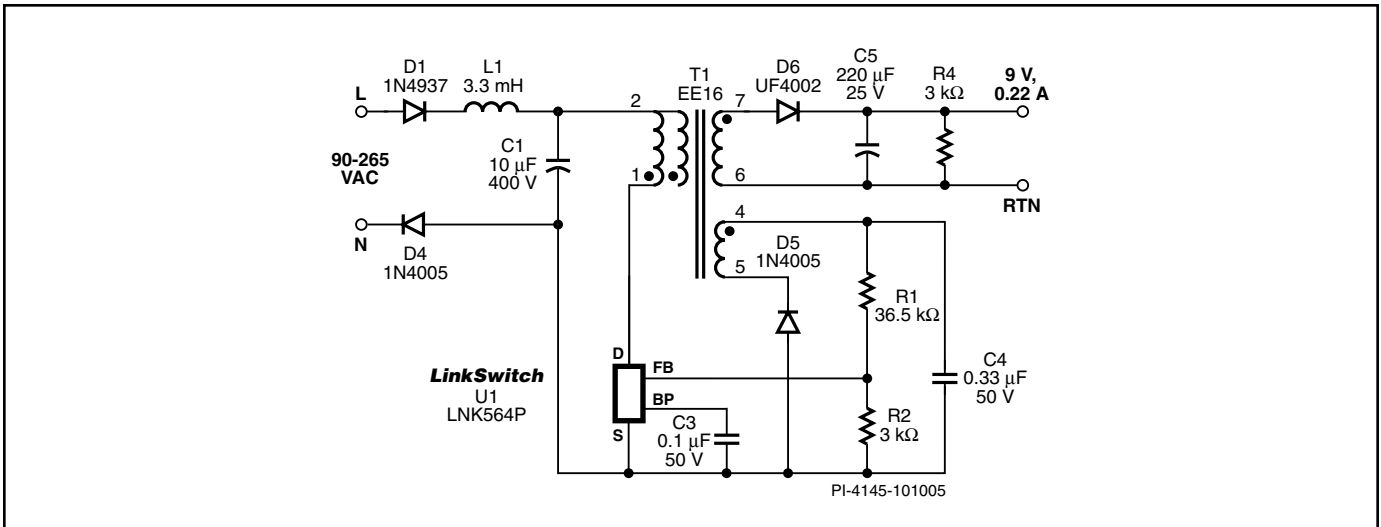 D1
1N4937
L1
3.3 mH
L
90-265
VAC
C1
10 µF
400 V
N
D4
1N4005
T1
EE16
2
1
7
6
4
5
D6
UF4002
C5
220 µF
25 V
R4
3 kΩ
9 V,
0.22 A
RTN
D5
1N4005
R1
36.5 kΩ
C4
0.33 µF
50 V
R2
3 kΩ
LinkSwitch
U1
LNK564P
D
FB
BP
S
C3
0.1 µF
50 V
PI-4145-101005